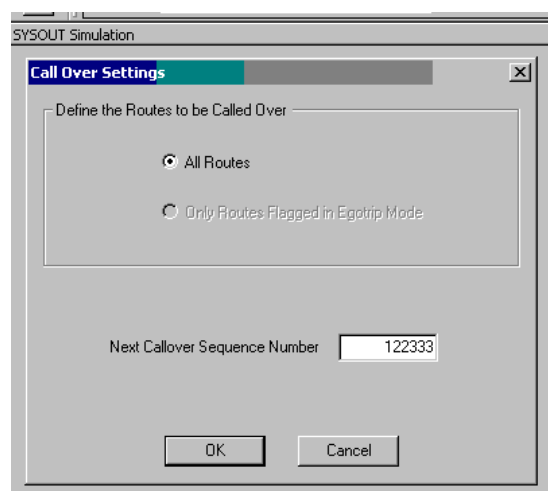 SYSOUT Simulation
Call Over Settings
Define the Routes to be Called Over
All Routes
Only Routes Flagged in Egotrip Mode
Next Callover Sequence Number 122333
OK Cancel